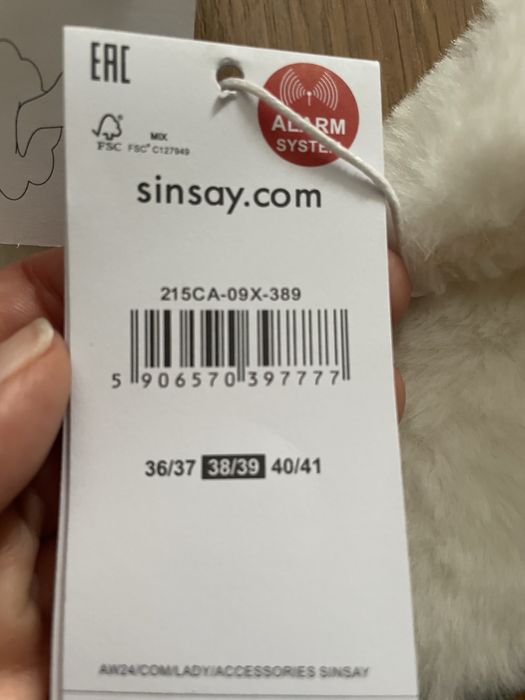 EAC
ALARM
SYSTEM
FSC
MIX
FSC® C127949
sinsay.com
215CA-09X-389
5 906570 397777
36/37 38/39 40/41
AW24/COM/LADY/ACCESSORIES SINSAY